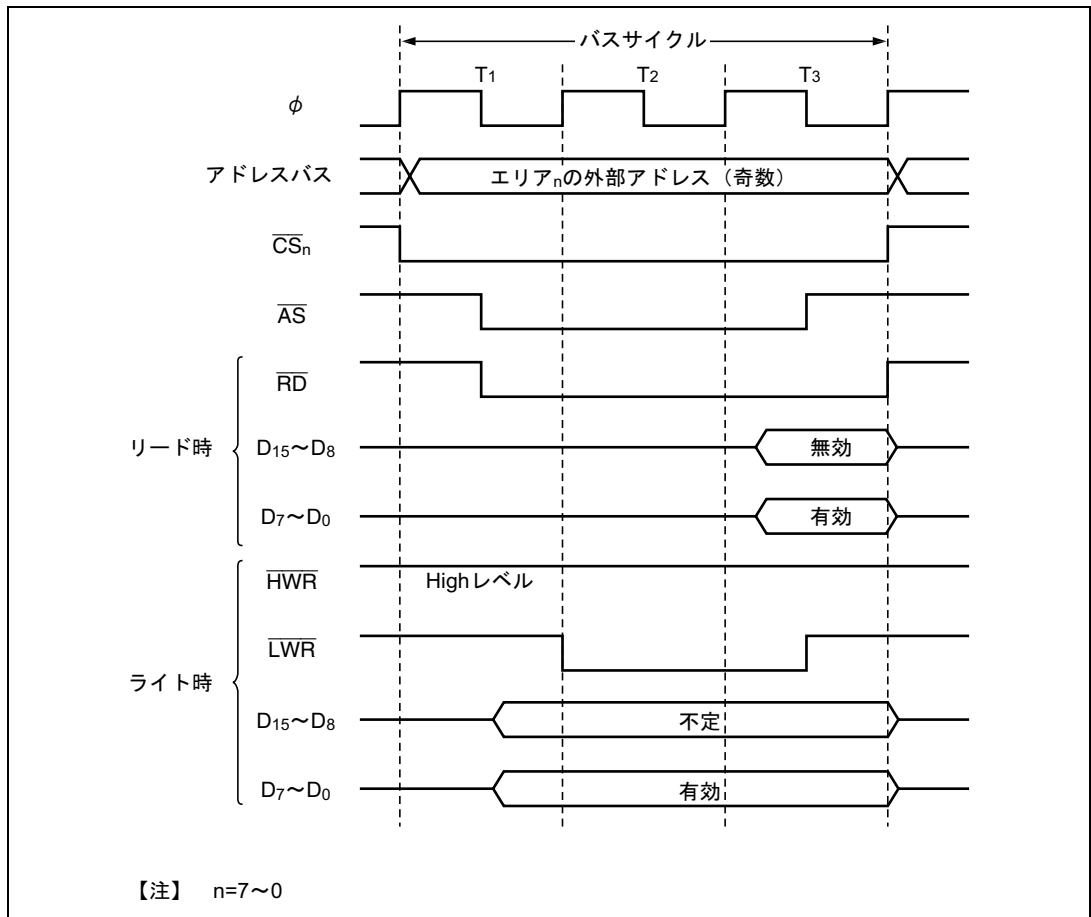 バスサイクル
T1 T2 T3
φ
アドレスバス エリアnの外部アドレス（奇数）
CSn
AS
リード時
RD
D15～D8 無効
D7～D0 有効
ライト時
HWR Highレベル
LWR
D15～D8 不定
D7～D0 有効
【注】 n=7～0